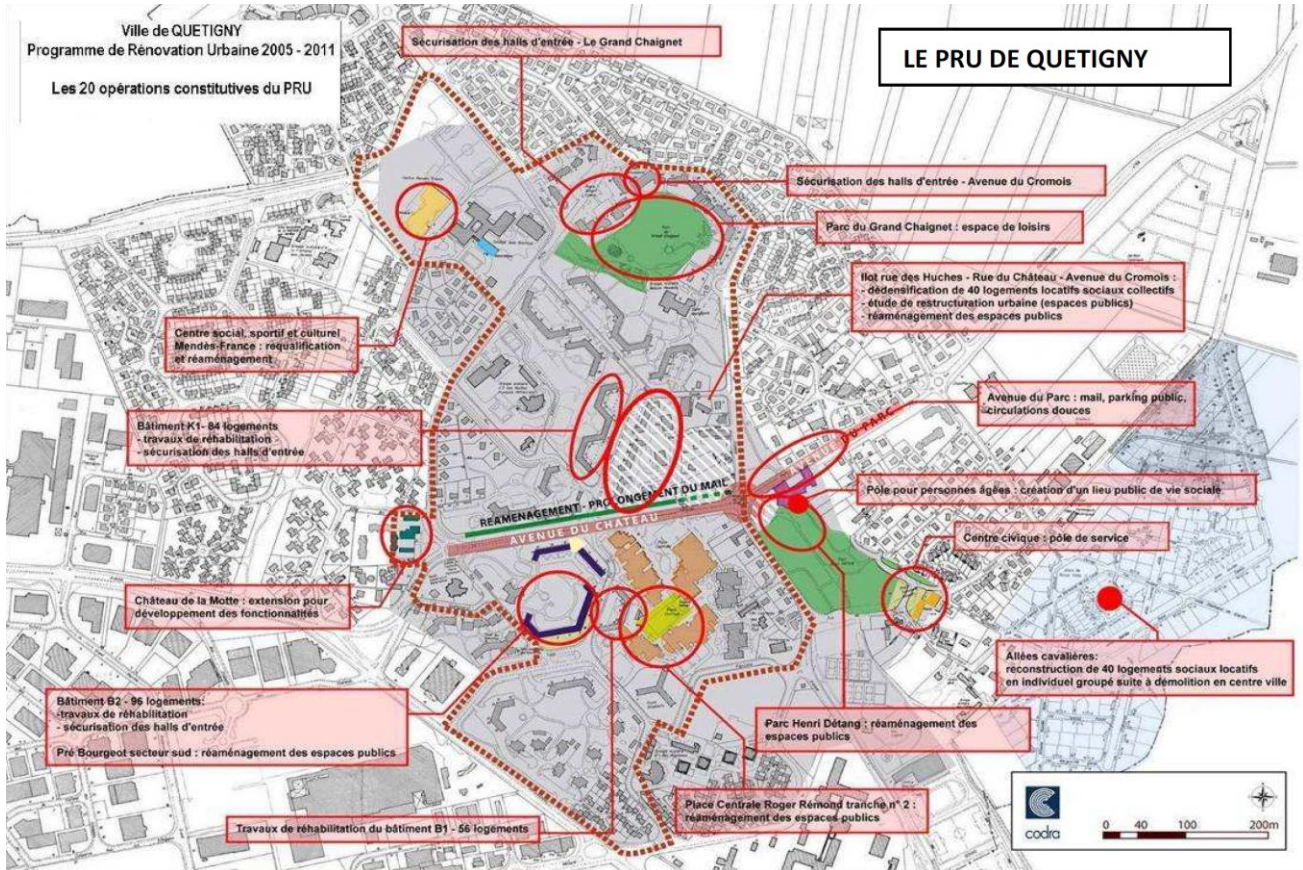 Ville de QUETIGNY
Programme de Rénovation Urbaine 2005 - 2011
Les 20 opérations constitutives du PRU
LE PRU DE QUETIGNY
Sécurisation des halls d'entrée - Le Grand Chaignet
Sécurisation des halls d'entrée - Avenue du Cromois
Parc du Grand Chaignet : espace de loisirs
Ilot rue des Huches - Rue du Château - Avenue du Cromois :
- dédensification de 40 logements locatifs sociaux collectifs
- étude de restructuration urbaine (espaces publics)
- réaménagement des espaces publics
Centre social, sportif et culturel
Mendès-France : requalification
et réaménagement
Avenue du Parc : mail, parking public,
circulations douces
Bâtiment K1- 84 logements
- travaux de réhabilitation
- sécurisation des halls d'entrée
AVENUE DU PARC
REAMENAGEMENT - PROLONGEMENT DU MAIL
AVENUE DU CHATEAU
Pôle pour personnes âgées : création d'un lieu public de vie sociale
Centre civique : pôle de service
Château de la Motte : extension pour
développement des fonctionnalités
Allées cavalières:
reconstruction de 40 logements sociaux locatifs
en individuel groupé suite à démolition en centre ville
Bâtiment B2 - 96 logements:
-travaux de réhabilitation
- sécurisation des halls d'entrée
Pré Bourgeot secteur sud : réaménagement des espaces publics
Parc Henri Détang : réaménagement des
espaces publics
Place Centrale Roger Rémond tranche n° 2 :
réaménagement des espaces publics
Travaux de réhabilitation du bâtiment B1 - 56 logements
codra
0 40 100 200m